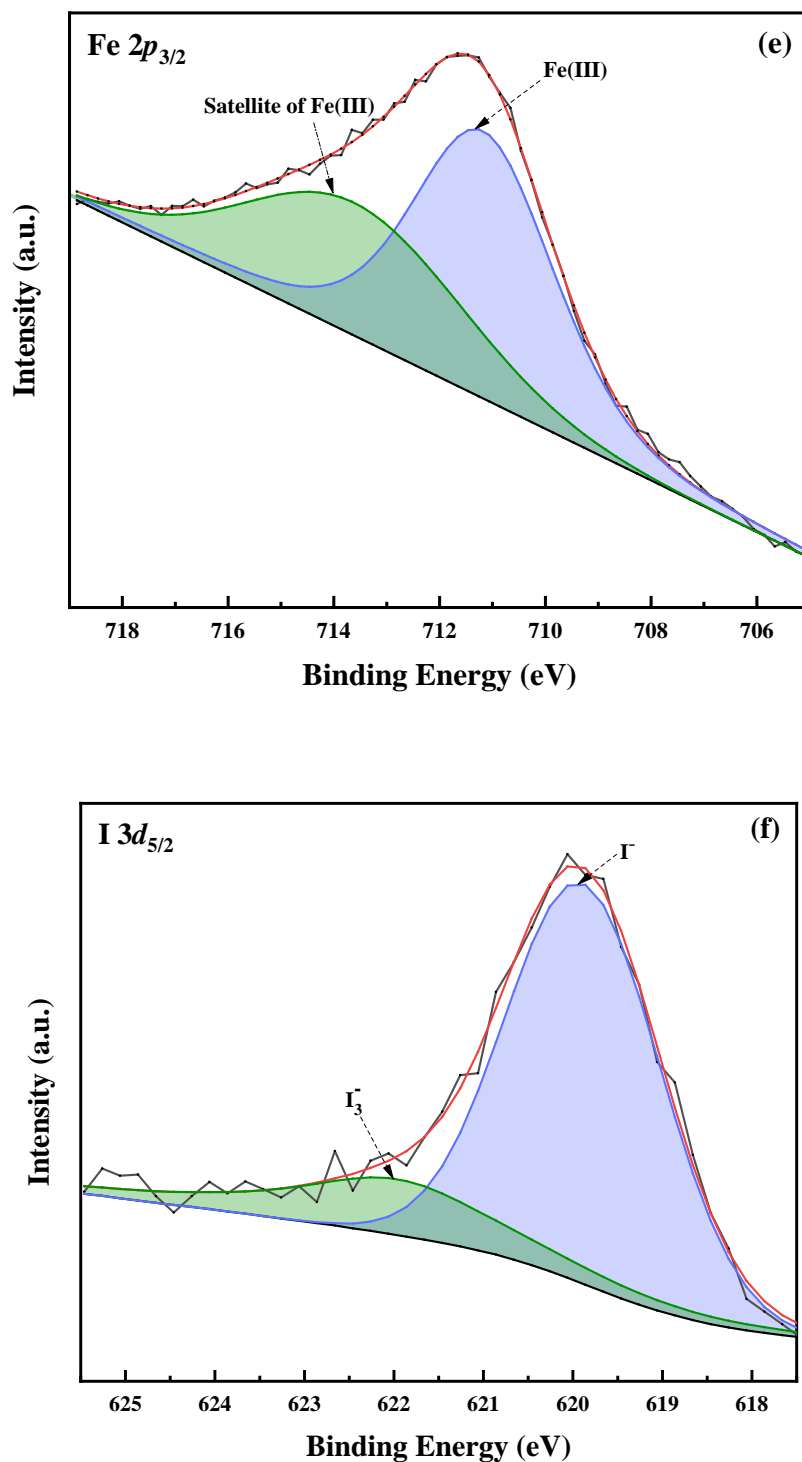 Fe 2p3/2
(e)
Fe(III)
Satellite of Fe(III)
Intensity (a.u.)
718 716 714 712 710 708 706
Binding Energy (eV)
I 3d5/2
(f)
I-
I3-
Intensity (a.u.)
625 624 623 622 621 620 619 618
Binding Energy (eV)